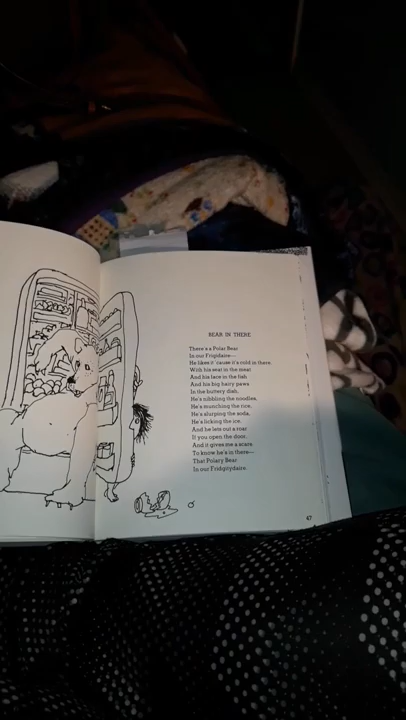 BEAR IN THERE
There's a Polar Bear
In our Frigidaire—
He likes it 'cause it's cold in there.
With his seat in the meat
And his face in the fish
And his big hairy paws
In the buttery dish,
He's nibbling the noodles,
He's munching the rice,
He's slurping the soda,
He's licking the ice.
And he lets out a roar
If you open the door.
And it gives me a scare
To know he's in there—
That Polary Bear
In our Fridgitydaire.
47